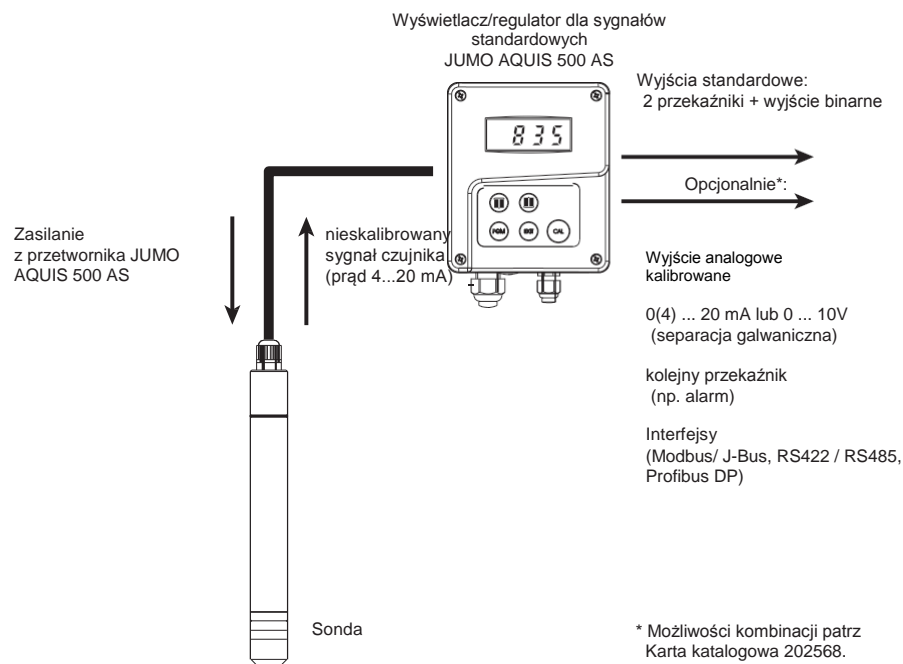 Wyświetlacz/regulator dla sygnałów
standardowych
JUMO AQUIS 500 AS
Wyjścia standardowe:
2 przekaźniki + wyjście binarne
835
Opcjonalnie*:
PGM EXIT CAL
Zasilanie
z przetwornika JUMO
AQUIS 500 AS
nieskalibrowany
sygnał czujnika
(prąd 4...20 mA)
Wyjście analogowe
kalibrowane
0(4) ... 20 mA lub 0 ... 10V
(separacja galwaniczna)
kolejny przekaźnik
(np. alarm)
Interfejsy
(Modbus/ J-Bus, RS422 / RS485,
Profibus DP)
Sonda
* Możliwości kombinacji patrz
Karta katalogowa 202568.